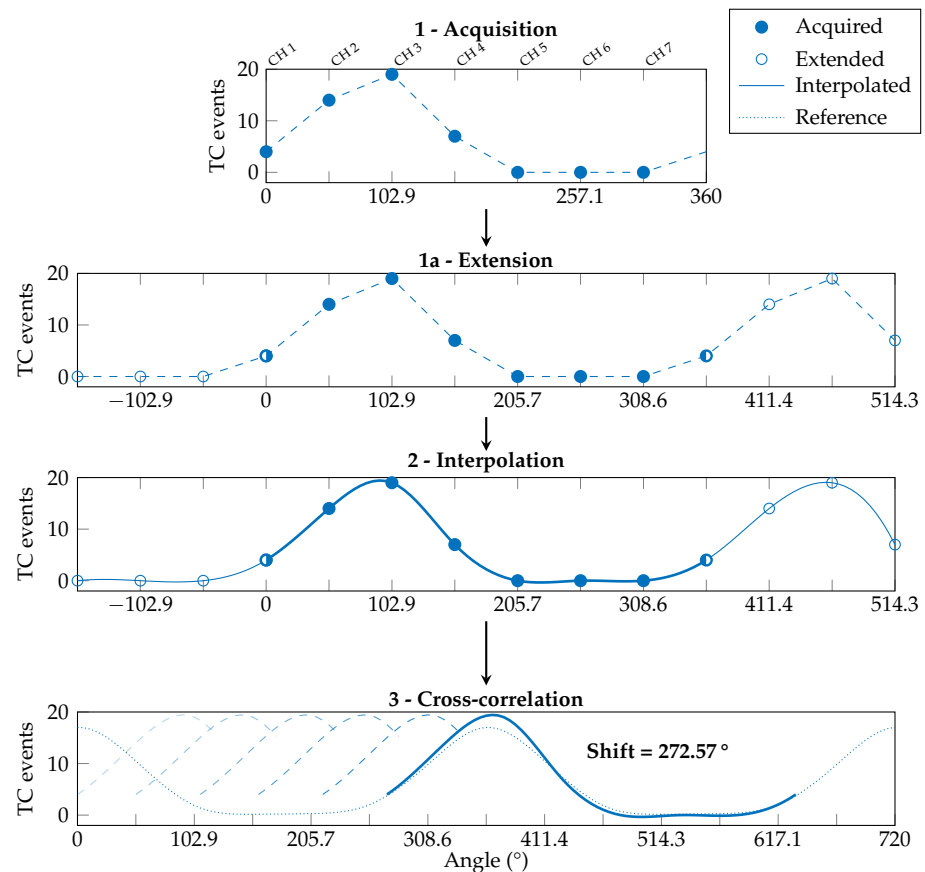 1 - Acquisition
CH 1 CH 2 CH 3 CH 4 CH 5 CH 6 CH 7
20
10
0
TC events
0 102.9 257.1 360
Acquired
Extended
Interpolated
Reference
1a - Extension
20
10
0
TC events
−102.9 0 102.9 205.7 308.6 411.4 514.3
2 - Interpolation
20
10
0
TC events
−102.9 0 102.9 205.7 308.6 411.4 514.3
3 - Cross-correlation
20
10
0
TC events
Shift = 272.57°
0 102.9 205.7 308.6 411.4 514.3 617.1 720
Angle (°)